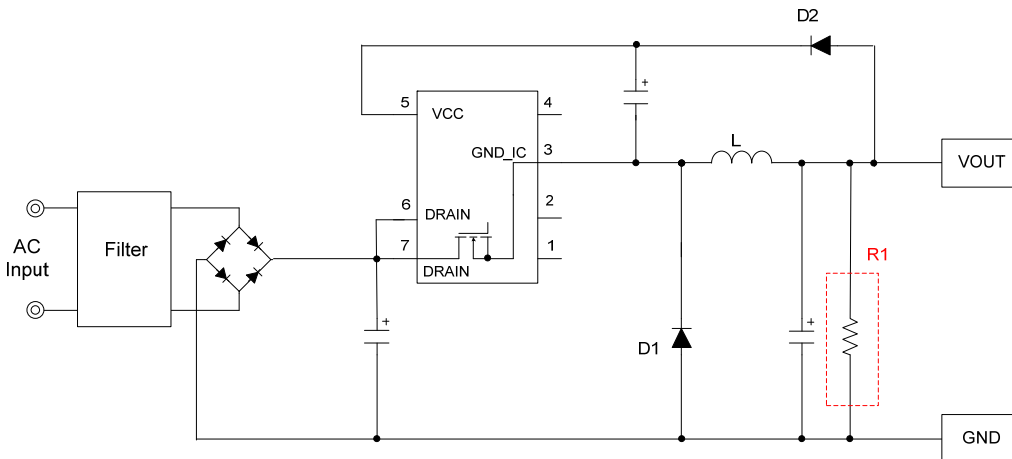 D2
5
VCC
4
GND_IC
3
L
VOUT
AC
Input
Filter
6
DRAIN
2
7
DRAIN
1
R1
D1
+
+
+
GND